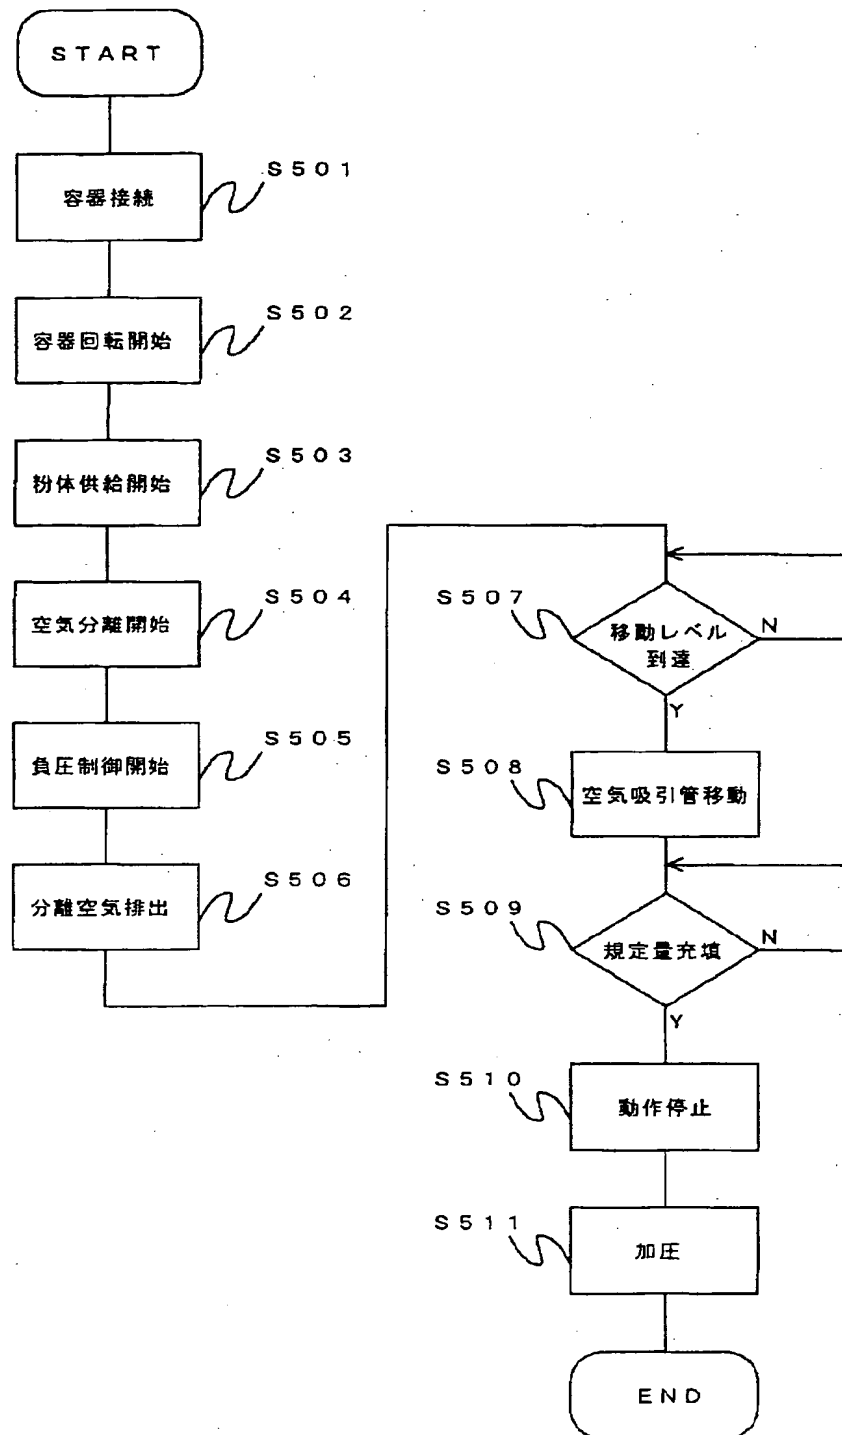 START
S501
容器接続
S502
容器回転開始
S503
粉体供給開始
S504
空気分離開始
S505
負圧制御開始
S506
分離空気排出
S507
移動レベル
到達
N
Y
S508
空気吸引管移動
S509
規定量充填
N
Y
S510
動作停止
S511
加圧
END